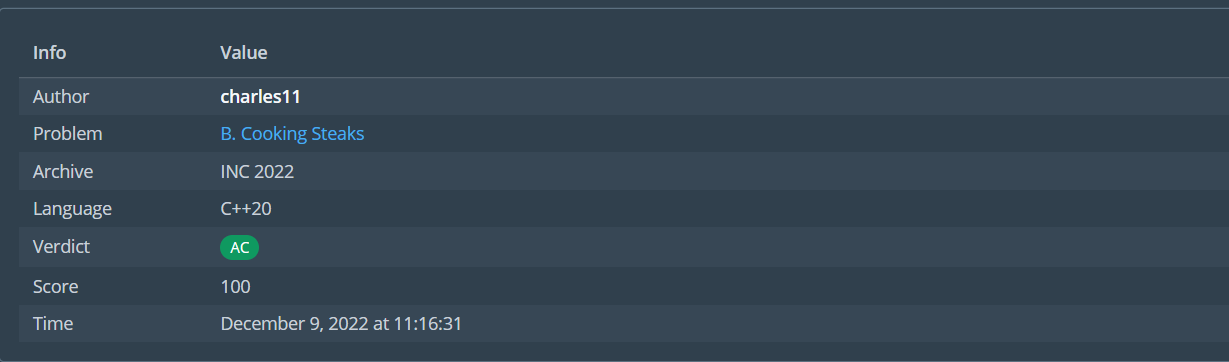 Info Value
Author charles11
Problem B. Cooking Steaks
Archive INC 2022
Language C++20
Verdict AC
Score 100
Time December 9, 2022 at 11:16:31